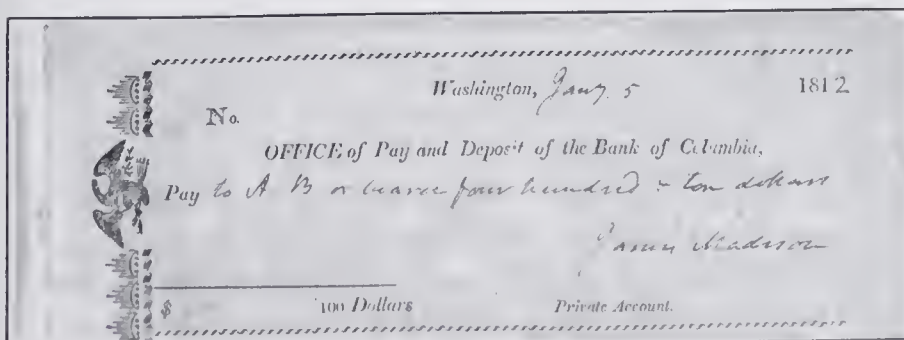 Washington, Jany. 5 1812
No.
OFFICE of Pay and Deposit of the Bank of Columbia,
Pay to A B or bearer four hundred & ten dollars
James Madison
$ 100 Dollars Private Account.